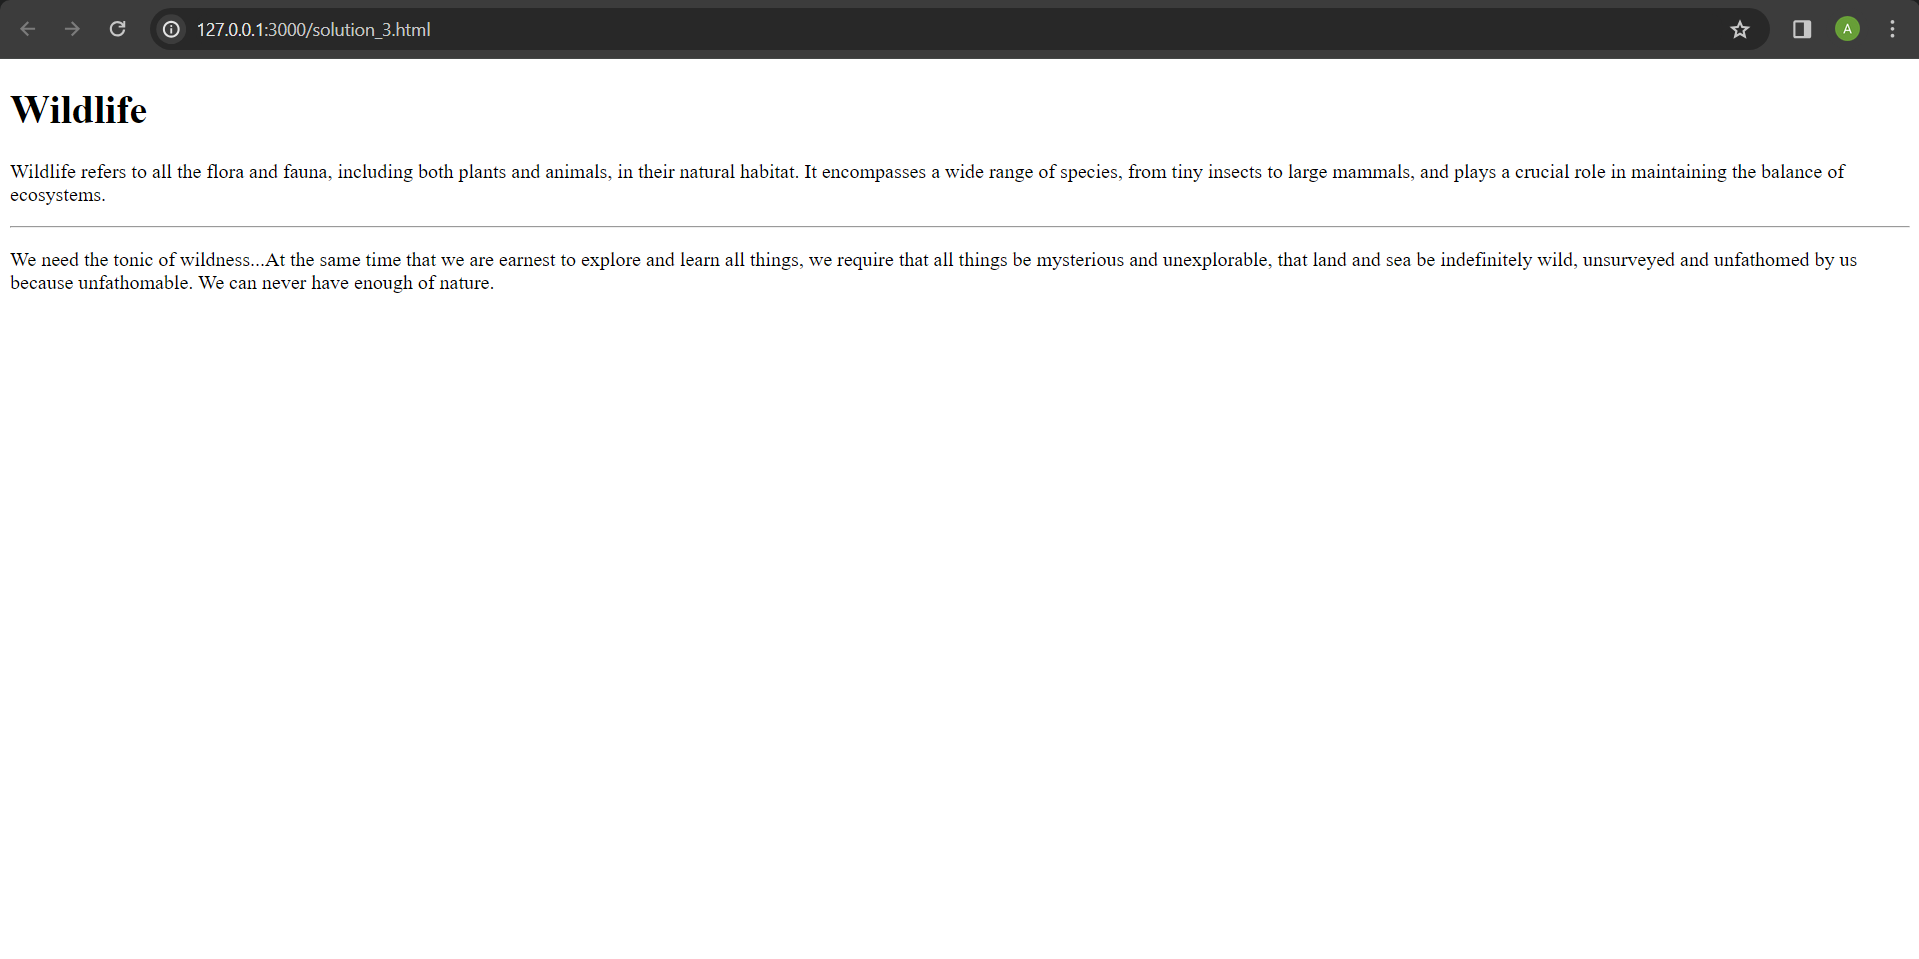 127.0.0.1:3000/solution_3.html
A
Wildlife
Wildlife refers to all the flora and fauna, including both plants and animals, in their natural habitat. It encompasses a wide range of species, from tiny insects to large mammals, and plays a crucial role in maintaining the balance of
ecosystems.
We need the tonic of wildness...At the same time that we are earnest to explore and learn all things, we require that all things be mysterious and unexplorable, that land and sea be indefinitely wild, unsurveyed and unfathomed by us
because unfathomable. We can never have enough of nature.